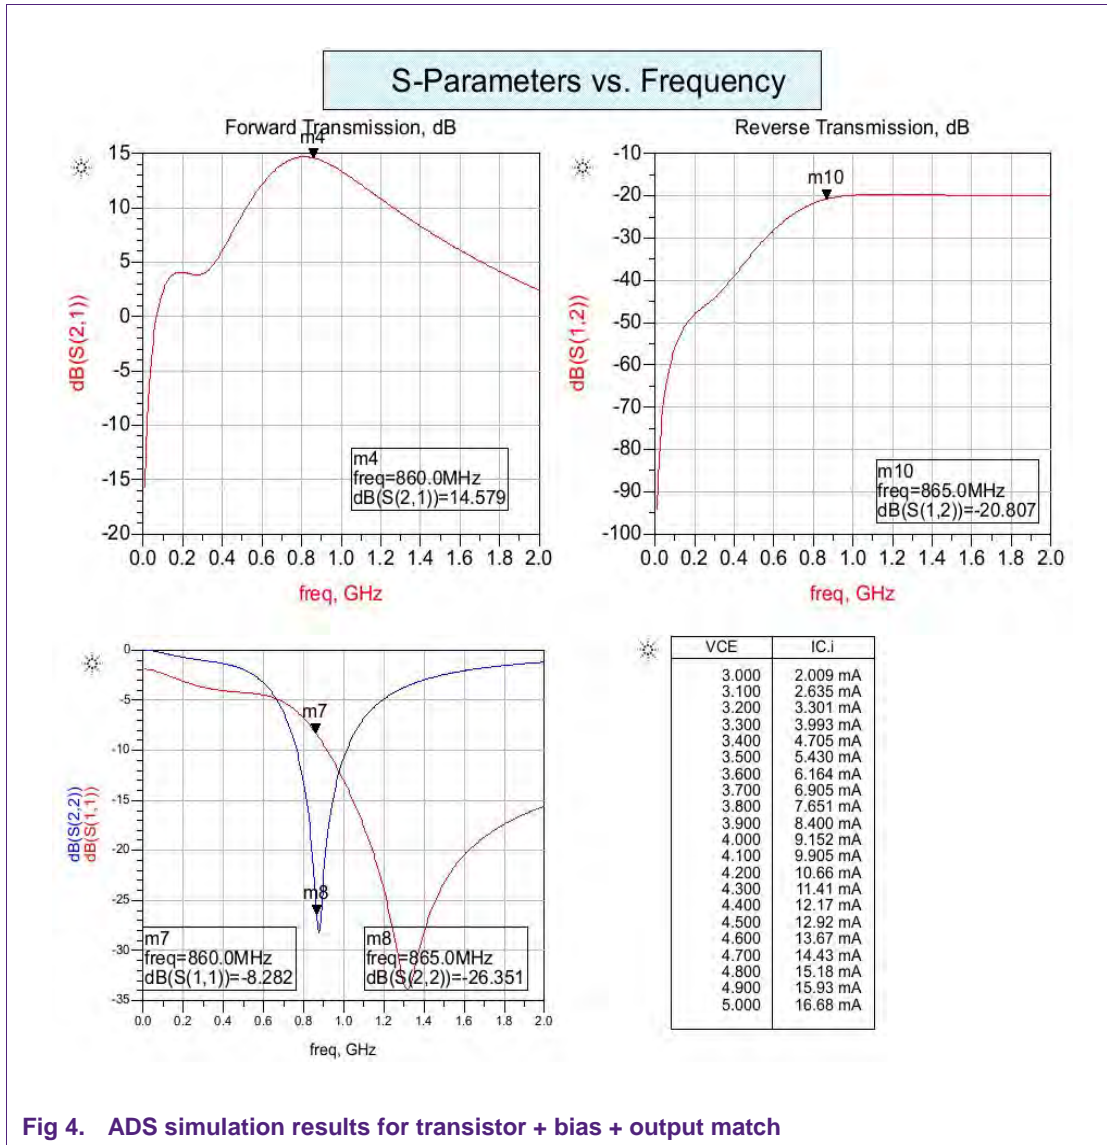 S-Parameters vs. Frequency
Forward Transmission, dB
m4
15
10
5
0
-5
-10
-15
-20
dB(S(2,1))
m4
freq=860.0MHz
dB(S(2,1))=14.579
0.0 0.2 0.4 0.6 0.8 1.0 1.2 1.4 1.6 1.8 2.0
freq, GHz
Reverse Transmission, dB
m10
-10
-20
-30
-40
-50
-60
-70
-80
-90
-100
dB(S(1,2))
m10
freq=865.0MHz
dB(S(1,2))=-20.807
0.0 0.2 0.4 0.6 0.8 1.0 1.2 1.4 1.6 1.8 2.0
freq, GHz
0
-5
-10
-15
-20
-25
-30
-35
dB(S(2,2))
dB(S(1,1))
m7
m8
m7
freq=860.0MHz
dB(S(1,1))=-8.282
m8
freq=865.0MHz
dB(S(2,2))=-26.351
0.0 0.2 0.4 0.6 0.8 1.0 1.2 1.4 1.6 1.8 2.0
freq, GHz
VCE IC.i
3.000 2.009 mA
3.100 2.635 mA
3.200 3.301 mA
3.300 3.993 mA
3.400 4.705 mA
3.500 5.430 mA
3.600 6.164 mA
3.700 6.905 mA
3.800 7.651 mA
3.900 8.400 mA
4.000 9.152 mA
4.100 9.905 mA
4.200 10.66 mA
4.300 11.41 mA
4.400 12.17 mA
4.500 12.92 mA
4.600 13.67 mA
4.700 14.43 mA
4.800 15.18 mA
4.900 15.93 mA
5.000 16.68 mA
Fig 4. ADS simulation results for transistor + bias + output match